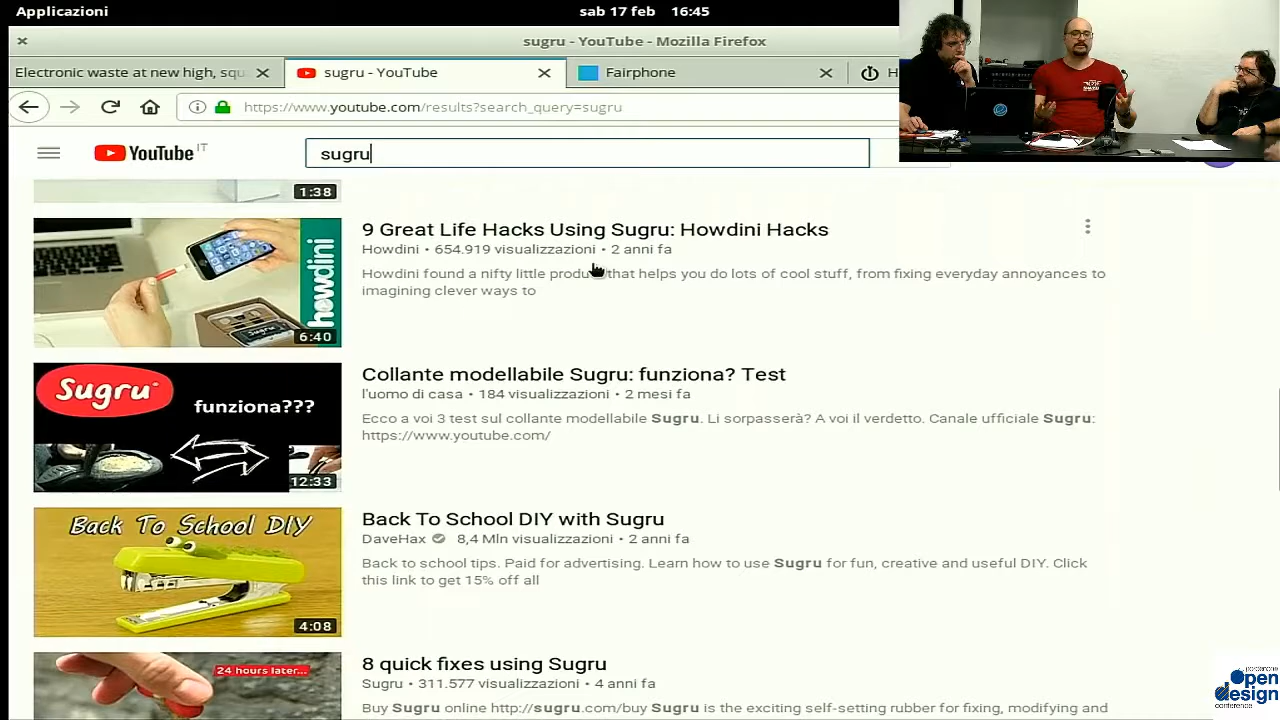 Applicazioni
sab 17 feb 16:45
sugru - YouTube - Mozilla Firefox
Electronic waste at new high, squ
sugru - YouTube
Fairphone
H
https://www.youtube.com/results?search_query=sugru
YouTube IT
sugru
1:38
9 Great Life Hacks Using Sugru: Howdini Hacks
Howdini • 654.919 visualizzazioni • 2 anni fa
Howdini found a nifty little produ that helps you do lots of cool stuff, from fixing everyday annoyances to
imagining clever ways to
howdini
6:40
Collante modellabile Sugru: funziona? Test
l'uomo di casa • 184 visualizzazioni • 2 mesi fa
Ecco a voi 3 test sul collante modellabile Sugru. Li sorpasserà? A voi il verdetto. Canale ufficiale Sugru:
https://www.youtube.com/
Sugru
funziona???
12:33
Back To School DIY with Sugru
DaveHax 8,4 Mln visualizzazioni • 2 anni fa
Back to school tips. Paid for advertising. Learn how to use Sugru for fun, creative and useful DIY. Click
this link to get 15% off all
Back To School DIY
4:08
8 quick fixes using Sugru
Sugru • 311.577 visualizzazioni • 4 anni fa
Buy Sugru online http://sugru.com/buy Sugru is the exciting self-setting rubber for fixing, modifying and
24 hours later...
pordenone
open
design
conference